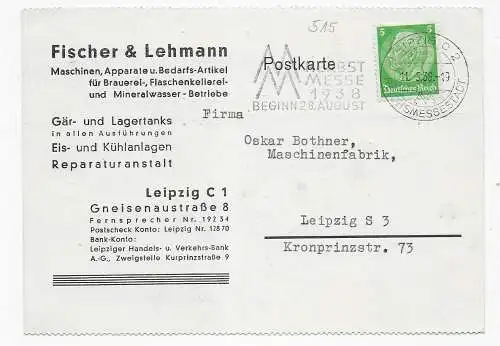 515
Fischer & Lehmann
Maschinen, Apparate u. Bedarfs-Artikel
für Brauerei-, Flaschenkellerei-
und Mineralwasser-Betriebe
Gär- und Lagertanks
in allen Ausführungen
Eis- und Kühlanlagen
Reparaturanstalt
Leipzig C 1
Gneisenaustraße 8
Fernsprecher Nr. 19234
Postscheck Konto: Leipzig Nr. 12870
Bank-Konto:
Leipziger Handels- u. Verkehrs-Bank
A.-G., Zweigstelle Kurprinzstraße 9
Postkarte
MESSE
1938
BEGINN 28. AUGUST
5 5
Deutsches Reich
C 2
Firma
Oskar Bothner,
Maschinenfabrik,
Leipzig S 3
Kronprinzstr. 73